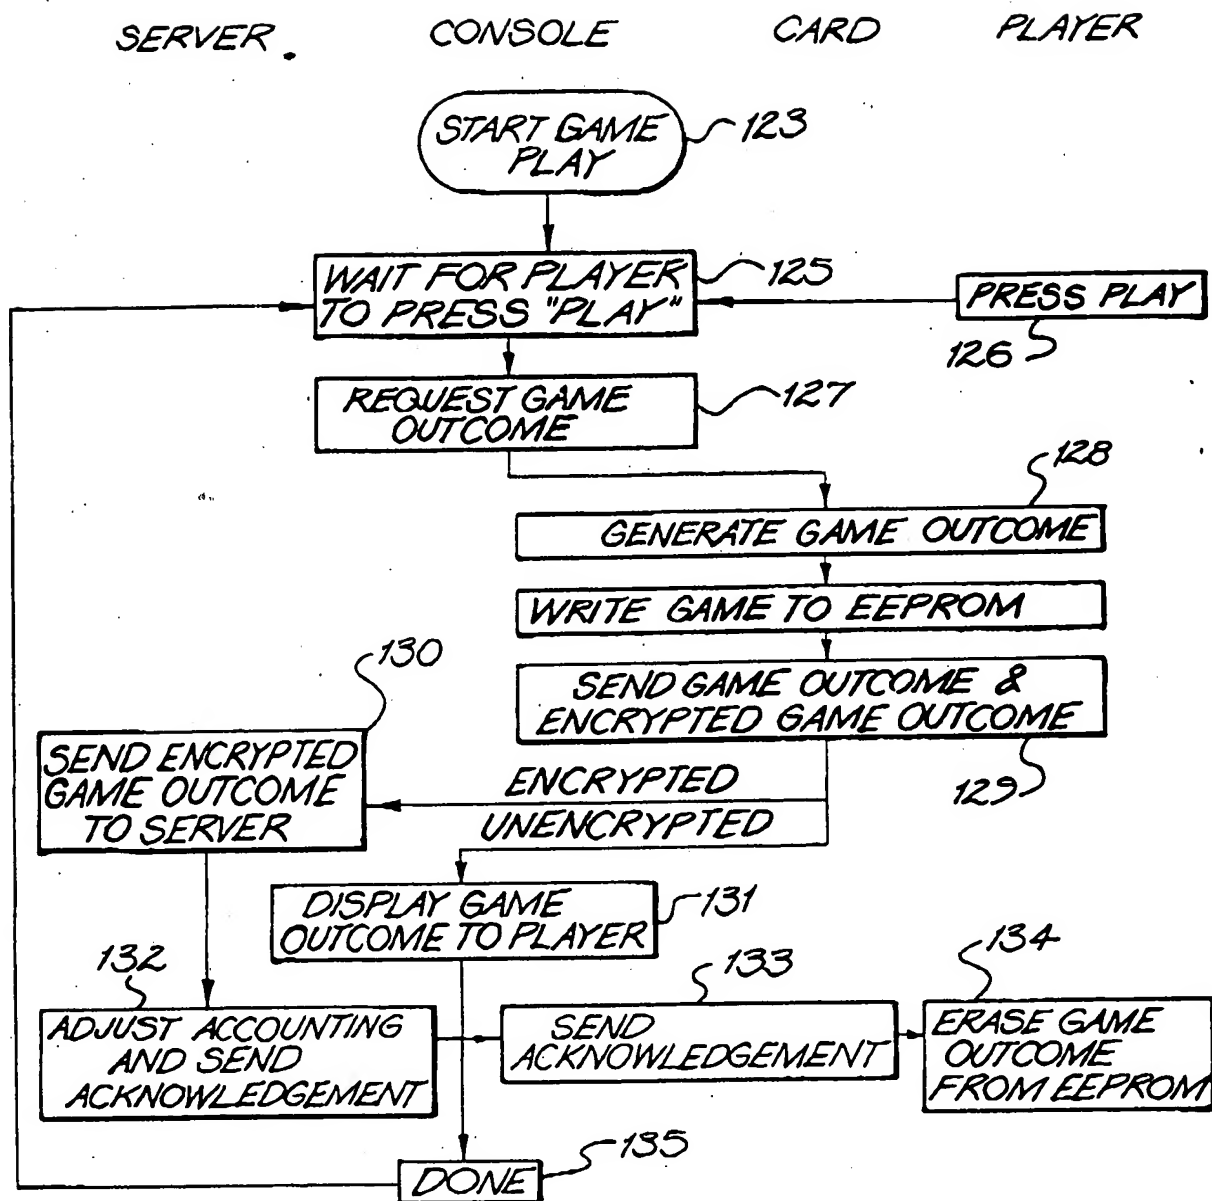 SERVER CONSOLE CARD PLAYER
START GAME
PLAY
123
WAIT FOR PLAYER
TO PRESS "PLAY"
125
PRESS PLAY
126
REQUEST GAME
OUTCOME
127
128
GENERATE GAME OUTCOME
WRITE GAME TO EEPROM
SEND GAME OUTCOME &
ENCRYPTED GAME OUTCOME
129
130
SEND ENCRYPTED
GAME OUTCOME
TO SERVER
ENCRYPTED
UNENCRYPTED
DISPLAY GAME
OUTCOME TO PLAYER
131
132
ADJUST ACCOUNTING
AND SEND
ACKNOWLEDGEMENT
133
SEND
ACKNOWLEDGEMENT
134
ERASE GAME
OUTCOME
FROM EEPROM
DONE
135